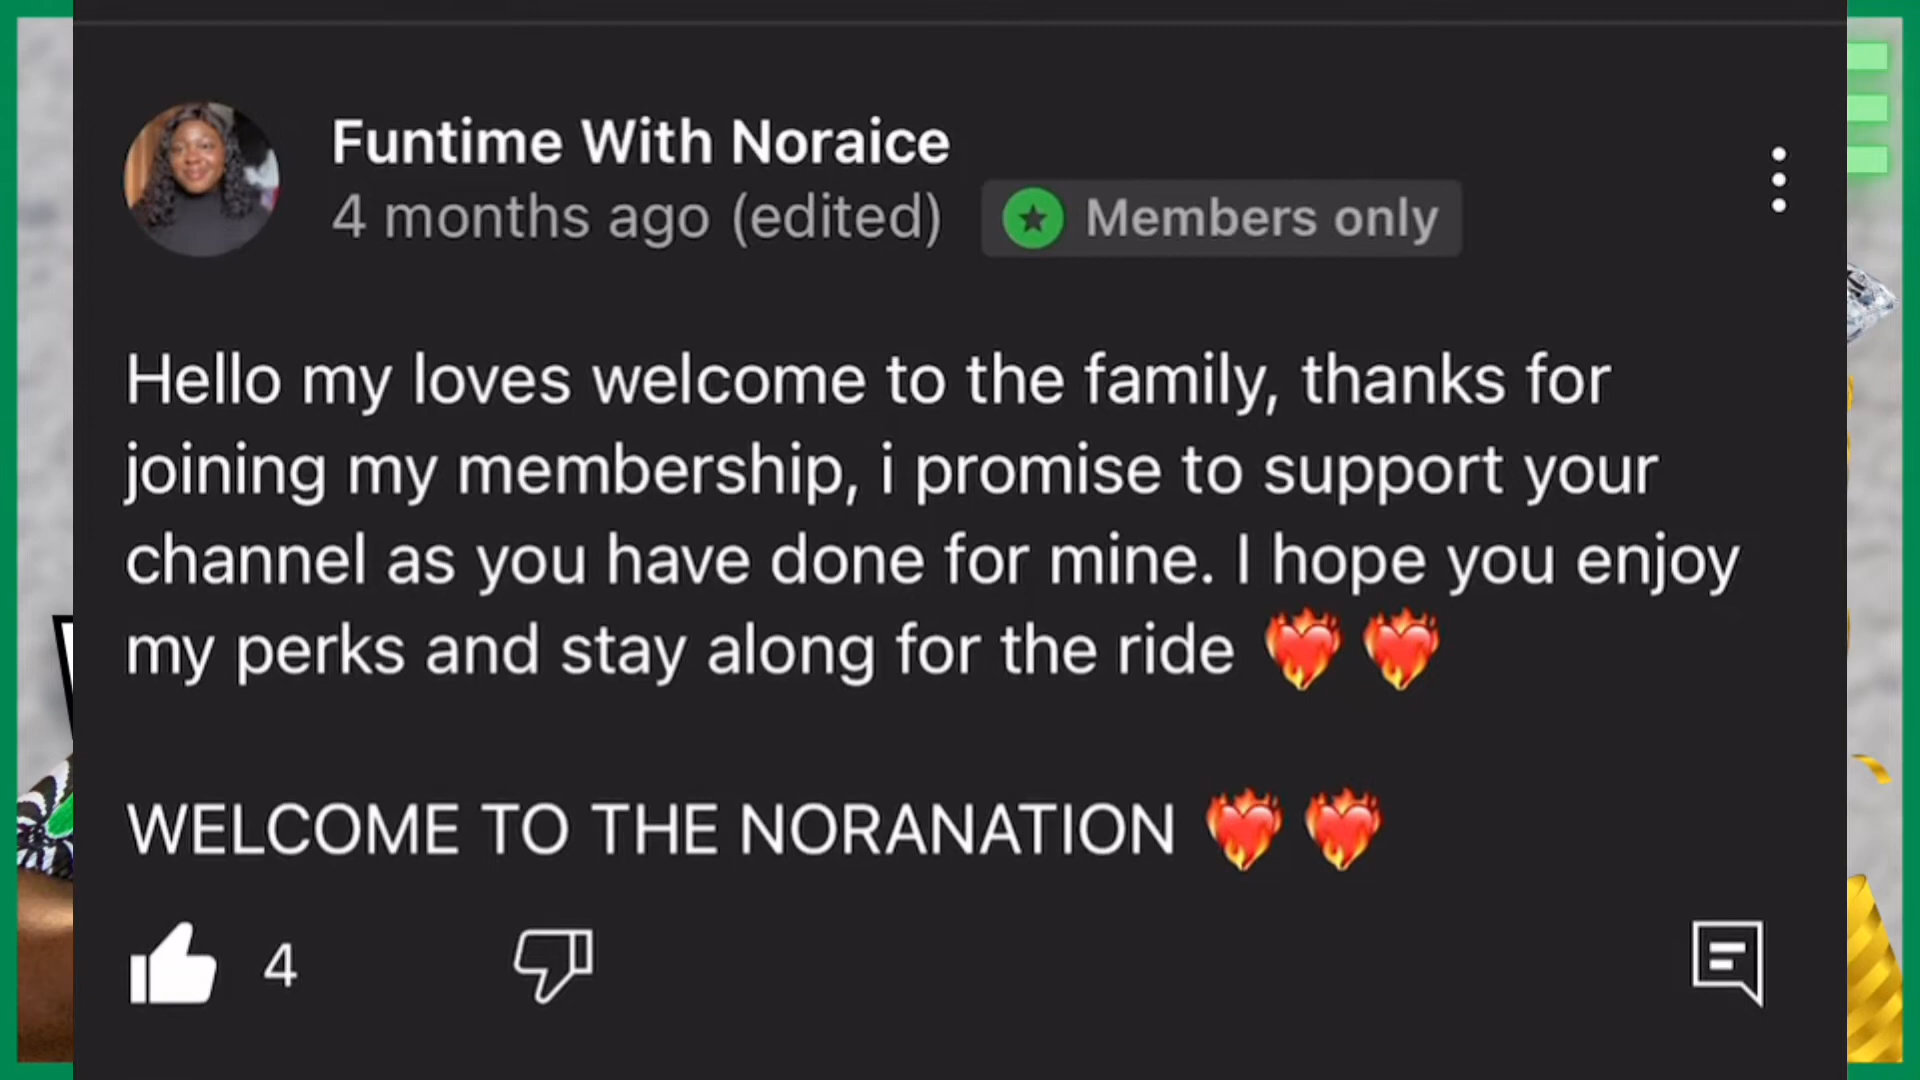 Funtime With Noraice
4 months ago (edited) Members only
Hello my loves welcome to the family, thanks for
joining my membership, i promise to support your
channel as you have done for mine. I hope you enjoy
my perks and stay along for the ride ❤️‍🔥 ❤️‍🔥
WELCOME TO THE NORANATION ❤️‍🔥 ❤️‍🔥
4